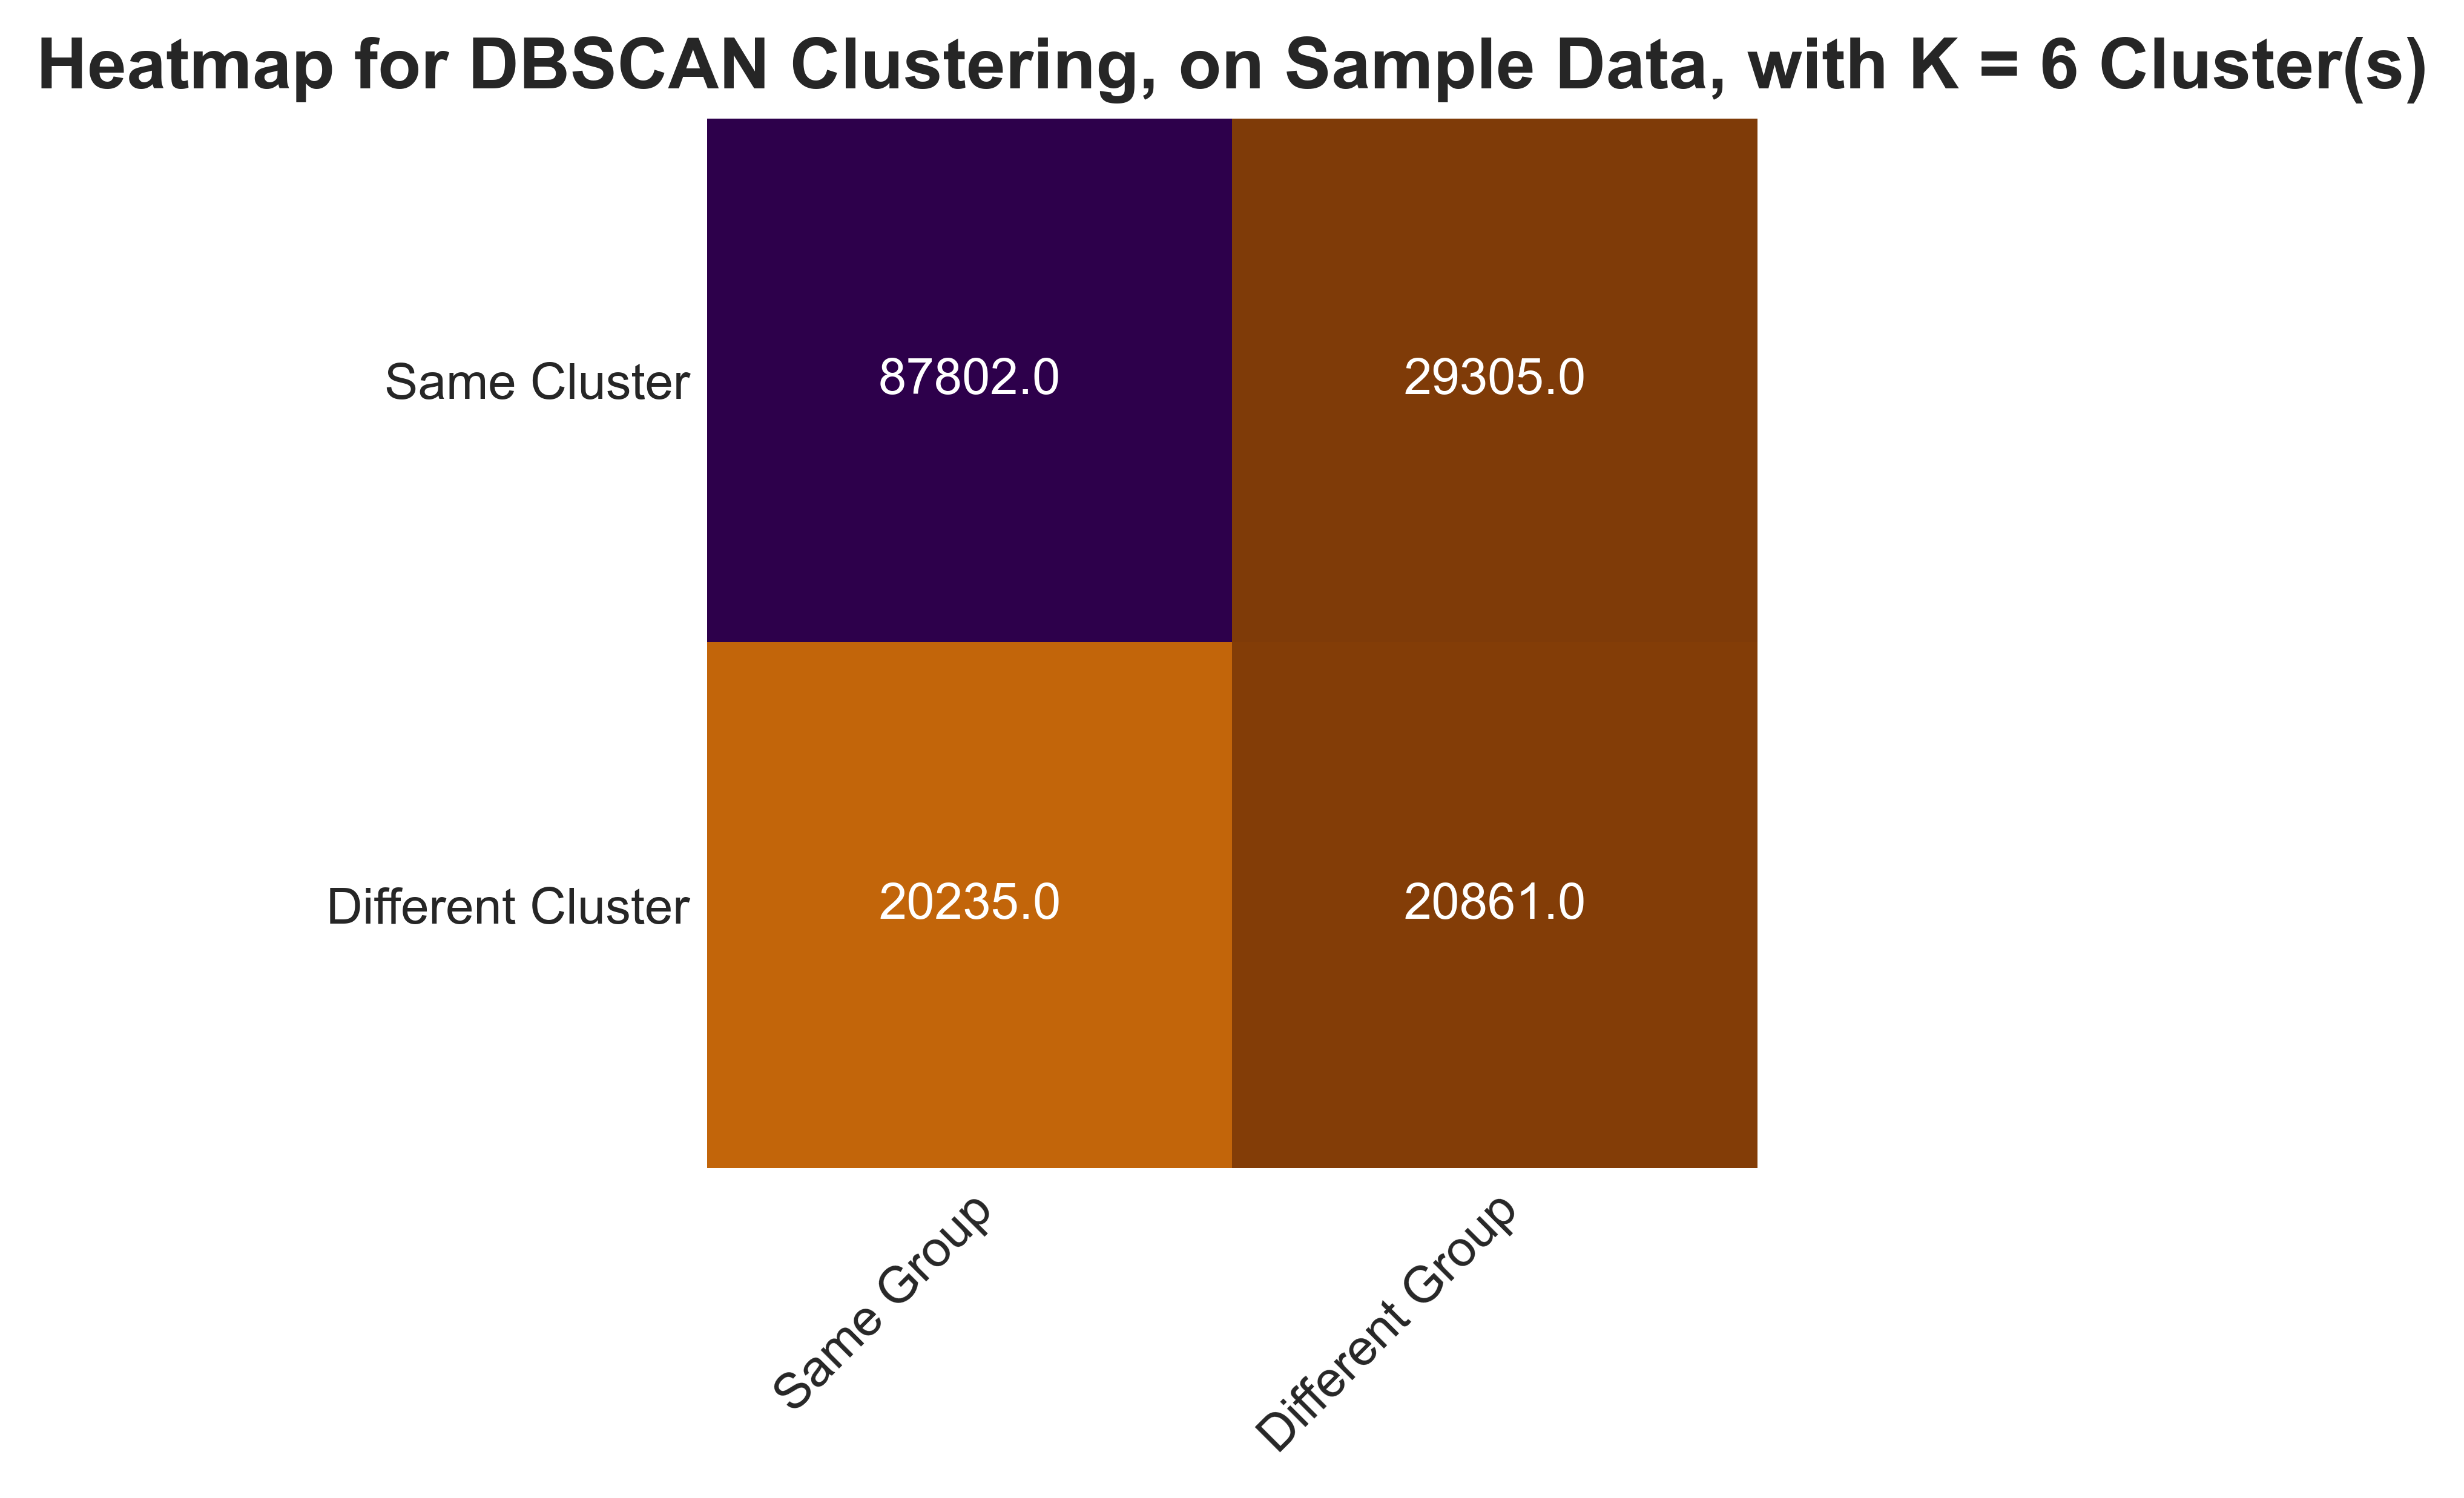 Heatmap for DBSCAN Clustering, on Sample Data, with K = 6 Cluster(s)
Same Cluster
87802.0
29305.0
Different Cluster
20235.0
20861.0
Same Group
Different Group